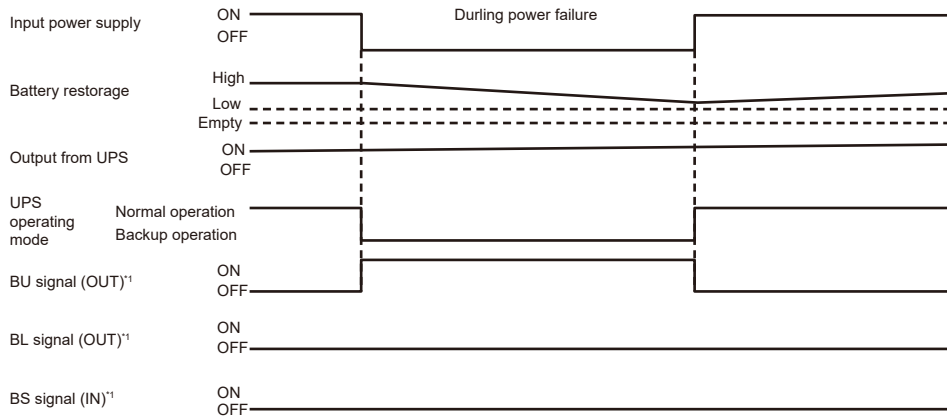 Input power supply
ON
OFF
Durling power failure
Battery restorage
High
Low
Empty
Output from UPS
ON
OFF
UPS
operating
mode
Normal operation
Backup operation
BU signal (OUT)*1
ON
OFF
BL signal (OUT)*1
ON
OFF
BS signal (IN)*1
ON
OFF